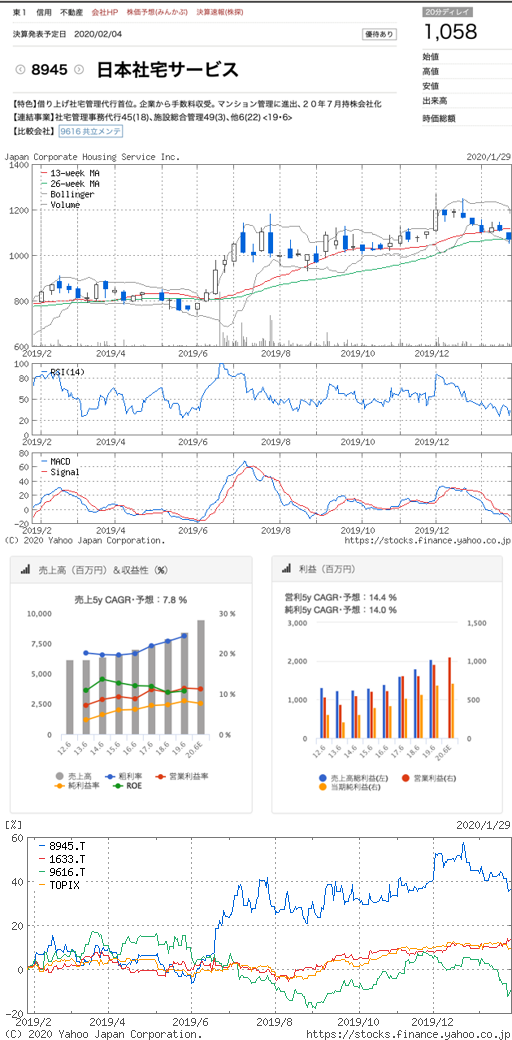 東1 信用 不動産 会社HP 株価予想(みんかぶ) 決算速報(株探)
20分ディレイ
1,058
決算発表予定日 2020/02/04
優待あり
始値
高値
安値
出来高
時価総額
8945 日本社宅サービス
【特色】借り上げ社宅管理代行首位。企業から手数料収受。マンション管理に進出、20年7月持株会社化
【連結事業】社宅管理事務代行45(18)、施設総合管理49(3)、他6(22) <19・6>
【比較会社】 9616 共立メンテ
Japan Corporate Housing Service Inc. 2020/1/29
1400
1200
1000
800
600
13-week MA
26-week MA
Bollinger
Volume
2019/2 2019/4 2019/6 2019/8 2019/10 2019/12
100
80
60
40
20
0
RSI(14)
2019/2 2019/4 2019/6 2019/8 2019/10 2019/12
80
60
40
20
0
-20
MACD
Signal
2019/2 2019/4 2019/6 2019/8 2019/10 2019/12
(C) 2020 Yahoo Japan Corporation. https://stocks.finance.yahoo.co.jp
売上高（百万円）＆収益性（%）
売上5y CAGR・予想：7.8 %
10,000
7,500
5,000
2,500
0
30 %
20 %
10 %
0 %
12.6 13.6 14.6 15.6 16.6 17.6 18.6 19.6 20.6E
売上高 粗利率 営業利益率
純利益率 ROE
利益（百万円）
営利5y CAGR・予想：14.4 %
純利5y CAGR・予想：14.0 %
3,000
2,000
1,000
0
1,500
1,000
500
0
12.6 13.6 14.6 15.6 16.6 17.6 18.6 19.6 20.6E
売上高総利益(左) 営業利益(右)
当期純利益(右)
[%] 2020/1/29
60
40
20
0
-20
8945.T
1633.T
9616.T
TOPIX
2019/2 2019/4 2019/6 2019/8 2019/10 2019/12
(C) 2020 Yahoo Japan Corporation. https://stocks.finance.yahoo.co.jp